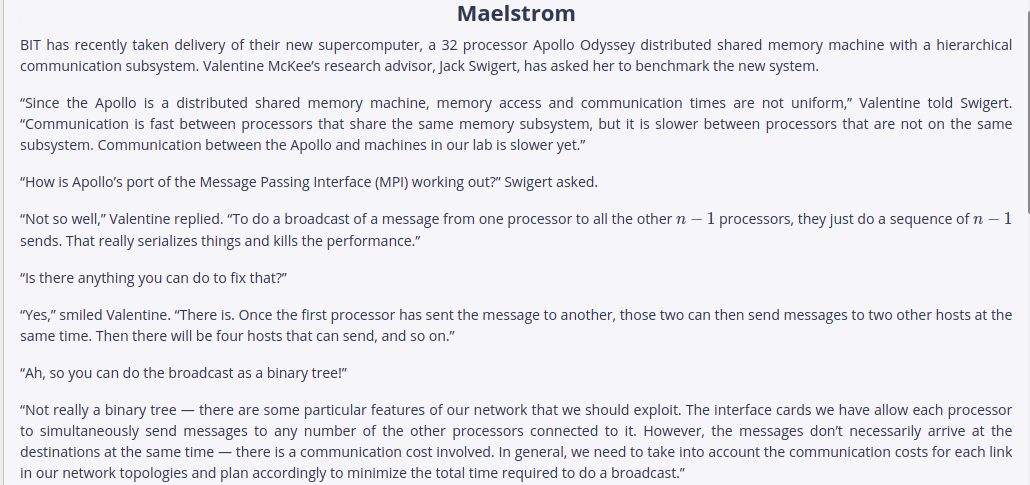 Maelstrom
BIT has recently taken delivery of their new supercomputer, a 32 processor Apollo Odyssey distributed shared memory machine with a hierarchical
communication subsystem. Valentine McKee's research advisor, Jack Swigert, has asked her to benchmark the new system.
“Since the Apollo is a distributed shared memory machine, memory access and communication times are not uniform,” Valentine told Swigert.
“Communication is fast between processors that share the same memory subsystem, but it is slower between processors that are not on the same
subsystem. Communication between the Apollo and machines in our lab is slower yet.”
“How is Apollo's port of the Message Passing Interface (MPI) working out?” Swigert asked.
“Not so well,” Valentine replied. “To do a broadcast of a message from one processor to all the other n − 1 processors, they just do a sequence of n − 1
sends. That really serializes things and kills the performance.”
“Is there anything you can do to fix that?”
“Yes,” smiled Valentine. “There is. Once the first processor has sent the message to another, those two can then send messages to two other hosts at the
same time. Then there will be four hosts that can send, and so on.”
“Ah, so you can do the broadcast as a binary tree!”
“Not really a binary tree — there are some particular features of our network that we should exploit. The interface cards we have allow each processor
to simultaneously send messages to any number of the other processors connected to it. However, the messages don't necessarily arrive at the
destinations at the same time — there is a communication cost involved. In general, we need to take into account the communication costs for each link
in our network topologies and plan accordingly to minimize the total time required to do a broadcast.”